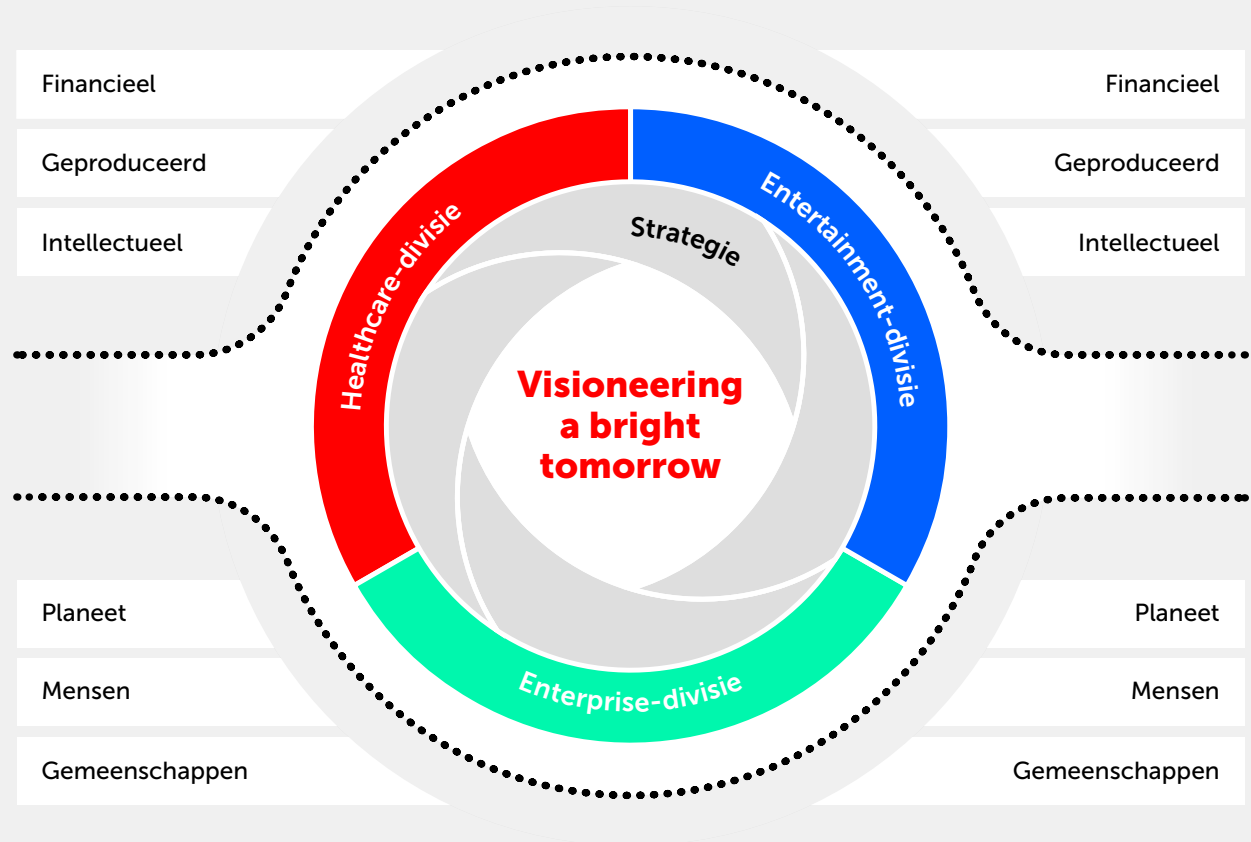 Financieel
Geproduceerd
Intellectueel
Planeet
Mensen
Gemeenschappen
Healthcare-divisie
Entertainment-divisie
Enterprise-divisie
Strategie
Visioneering
a bright
tomorrow
Financieel
Geproduceerd
Intellectueel
Planeet
Mensen
Gemeenschappen